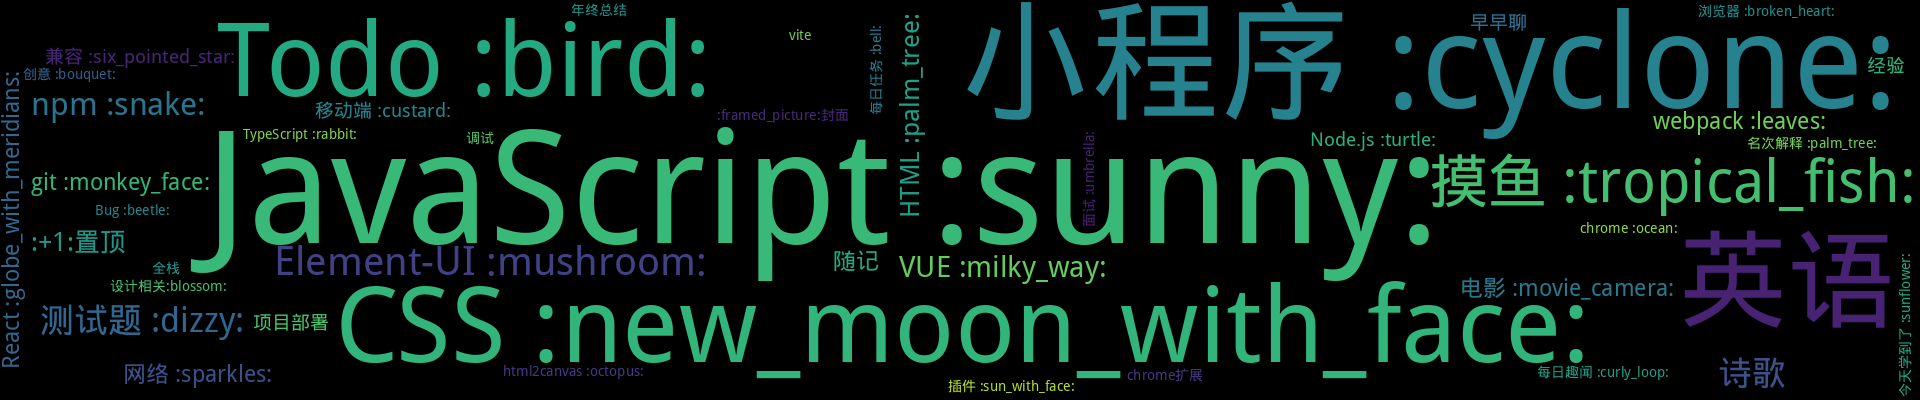 年终总结
浏览器 :broken_heart:
早早聊
Todo :bird:
vite
小程序 :cyclone:
兼容 :six_pointed_star:
创意 :bouquet:
每日任务 :bell:
HTML :palm_tree:
经验
npm :snake:
移动端 :custard:
:framed_picture:封面
webpack :leaves:
TypeScript :rabbit:
调试
Node.js :turtle:
名次解释 :palm_tree:
React :globe_with_meridians:
git :monkey_face:
JavaScript :sunny:
面试 :umbrella:
摸鱼 :tropical_fish:
Bug :beetle:
:+1:置顶
chrome :ocean:
全栈
Element-UI :mushroom:
随记
VUE :milky_way:
英语
设计相关:blossom:
电影 :movie_camera:
测试题 :dizzy:
项目部署
CSS :new_moon_with_face:
今天学到了 :sunflower:
网络 :sparkles:
html2canvas :octopus:
chrome扩展
每日趣闻 :curly_loop:
诗歌
插件 :sun_with_face: